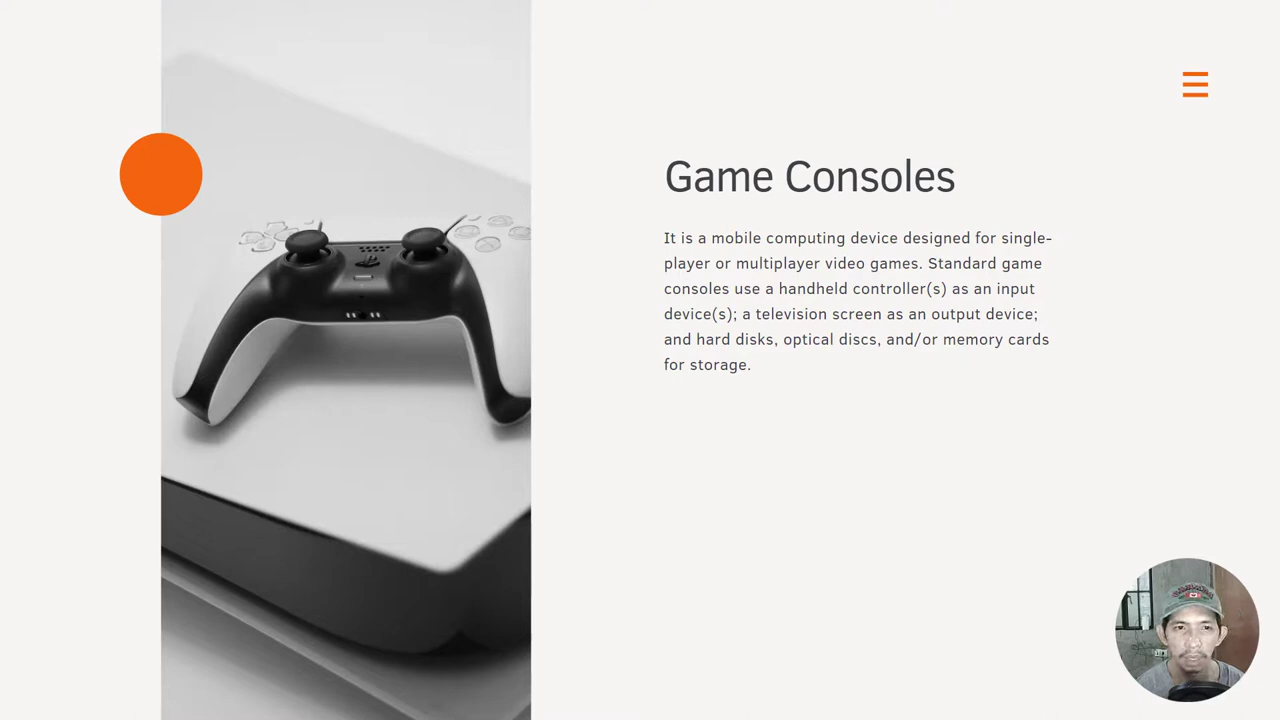 Game Consoles
It is a mobile computing device designed for single-
player or multiplayer video games. Standard game
consoles use a handheld controller(s) as an input
device(s); a television screen as an output device;
and hard disks, optical discs, and/or memory cards
for storage.